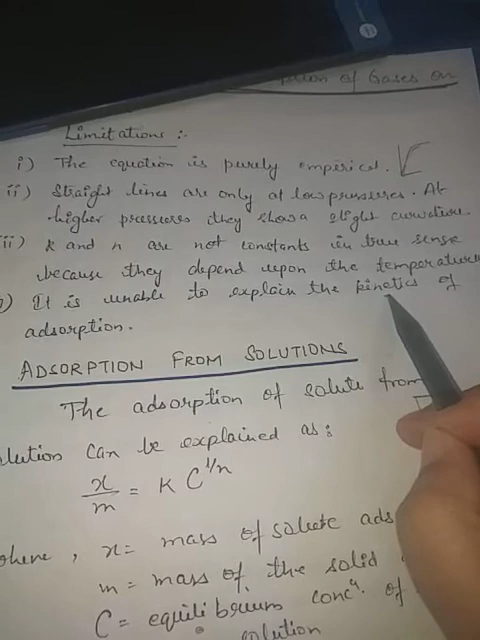 of Gases on
Limitations :-
i) The equation is purely empirical.
ii) Straight lines are only at low pressures. At
higher pressures they show a slight curvature.
iii) k and n are not constants in true sense
because they depend upon the temperature
) It is unable to explain the kinetics of
adsorption.
ADSORPTION FROM SOLUTIONS
The adsorption of solute from
solution can be explained as:
x/m = K C^1/n
where, x = mass of solute ads
m = mass of the solid
C = equilibrium concⁿ. of
solution